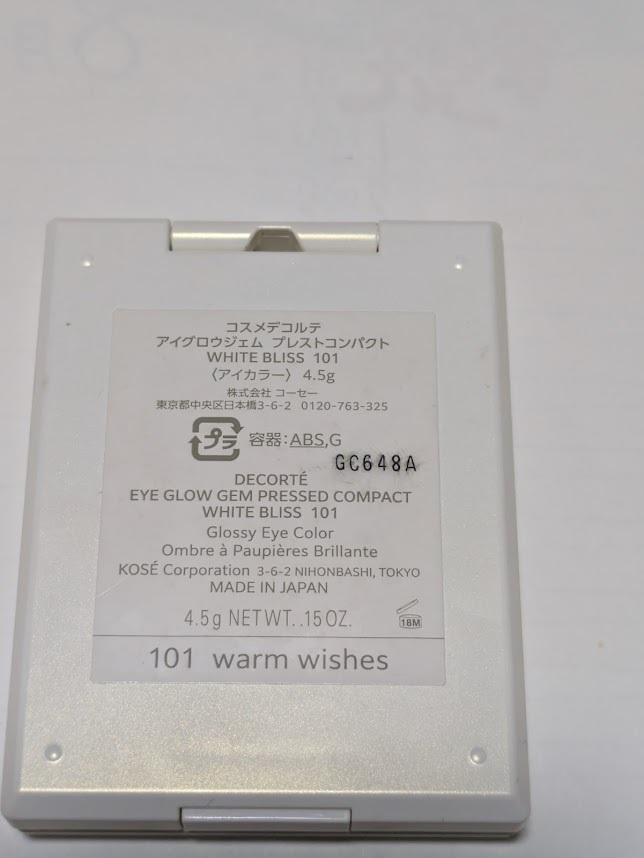 コスメデコルテ
アイグロウジェム プレストコンパクト
WHITE BLISS 101
〈アイカラー〉 4.5g
株式会社 コーセー
東京都中央区日本橋3-6-2 0120-763-325
プラ 容器:ABS,G
GC648A
DECORTÉ
EYE GLOW GEM PRESSED COMPACT
WHITE BLISS 101
Glossy Eye Color
Ombre à Paupières Brillante
KOSÉ Corporation 3-6-2 NIHONBASHI, TOKYO
MADE IN JAPAN
4.5g NET WT. .15 OZ.
18M
101 warm wishes